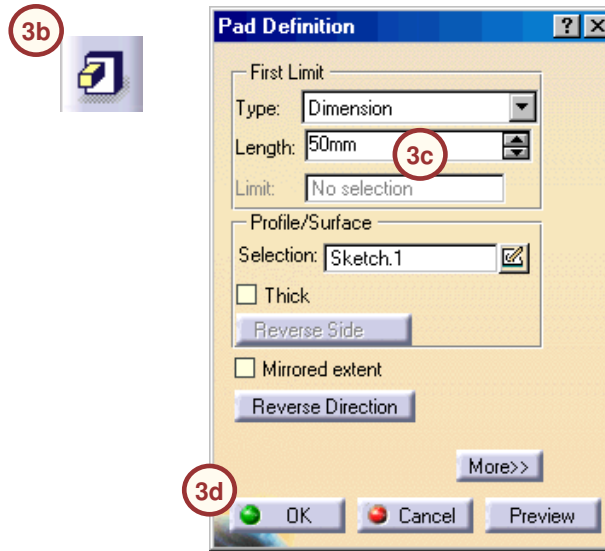 3b
Pad Definition ? X
First Limit
Type: Dimension
Length: 50mm
3c
Limit: No selection
Profile/Surface
Selection: Sketch.1
Thick
Reverse Side
Mirrored extent
Reverse Direction
More>>
3d
OK Cancel Preview